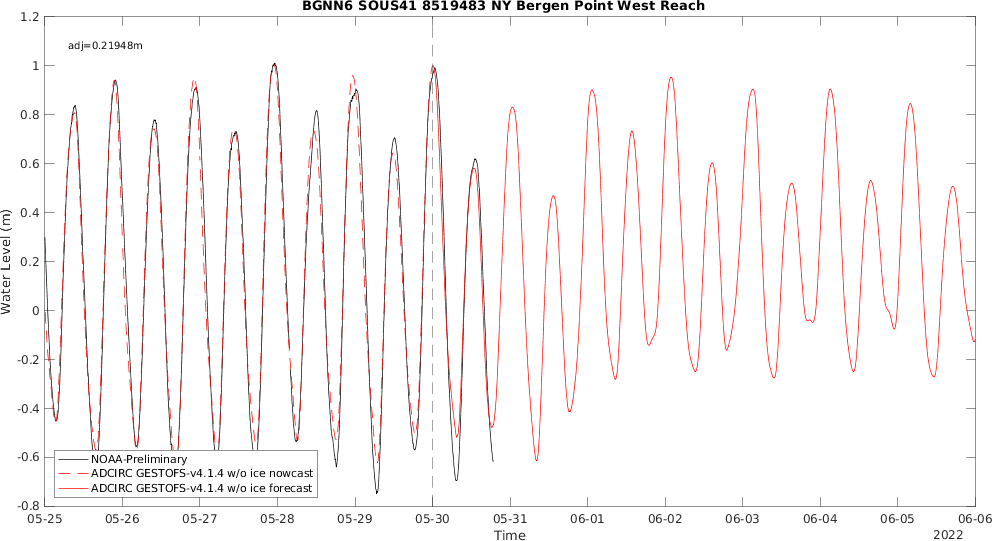 BGNN6 SOUS41 8519483 NY Bergen Point West Reach
1.2
adj=0.21948m
1
0.8
0.6
0.4
0.2
0
-0.2
-0.4
-0.6
-0.8
Water Level (m)
NOAA-Preliminary
ADCIRC GESTOFS-v4.1.4 w/o ice nowcast
ADCIRC GESTOFS-v4.1.4 w/o ice forecast
05-25 05-26 05-27 05-28 05-29 05-30 05-31 06-01 06-02 06-03 06-04 06-05 06-06
Time
2022